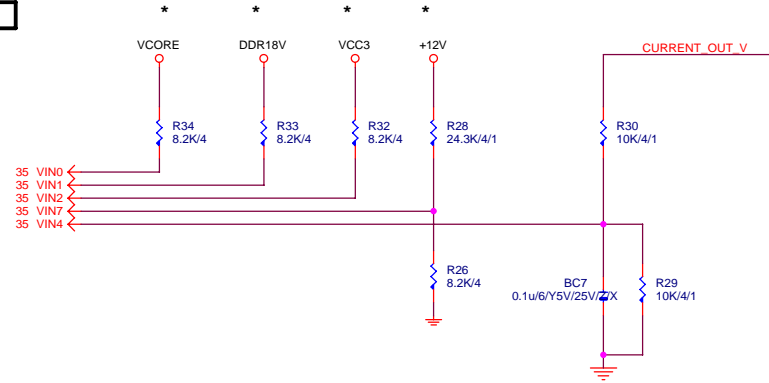 * * * *
VCORE DDR18V VCC3 +12V
CURRENT_OUT_V
R34 R33 R32 R28 R30
8.2K/4 8.2K/4 8.2K/4 24.3K/4/1 10K/4/1
35 VIN0
35 VIN1
35 VIN2
35 VIN7
35 VIN4
R26 BC7 R29
8.2K/4 0.1u/6/Y5V/25V/Z/X 10K/4/1